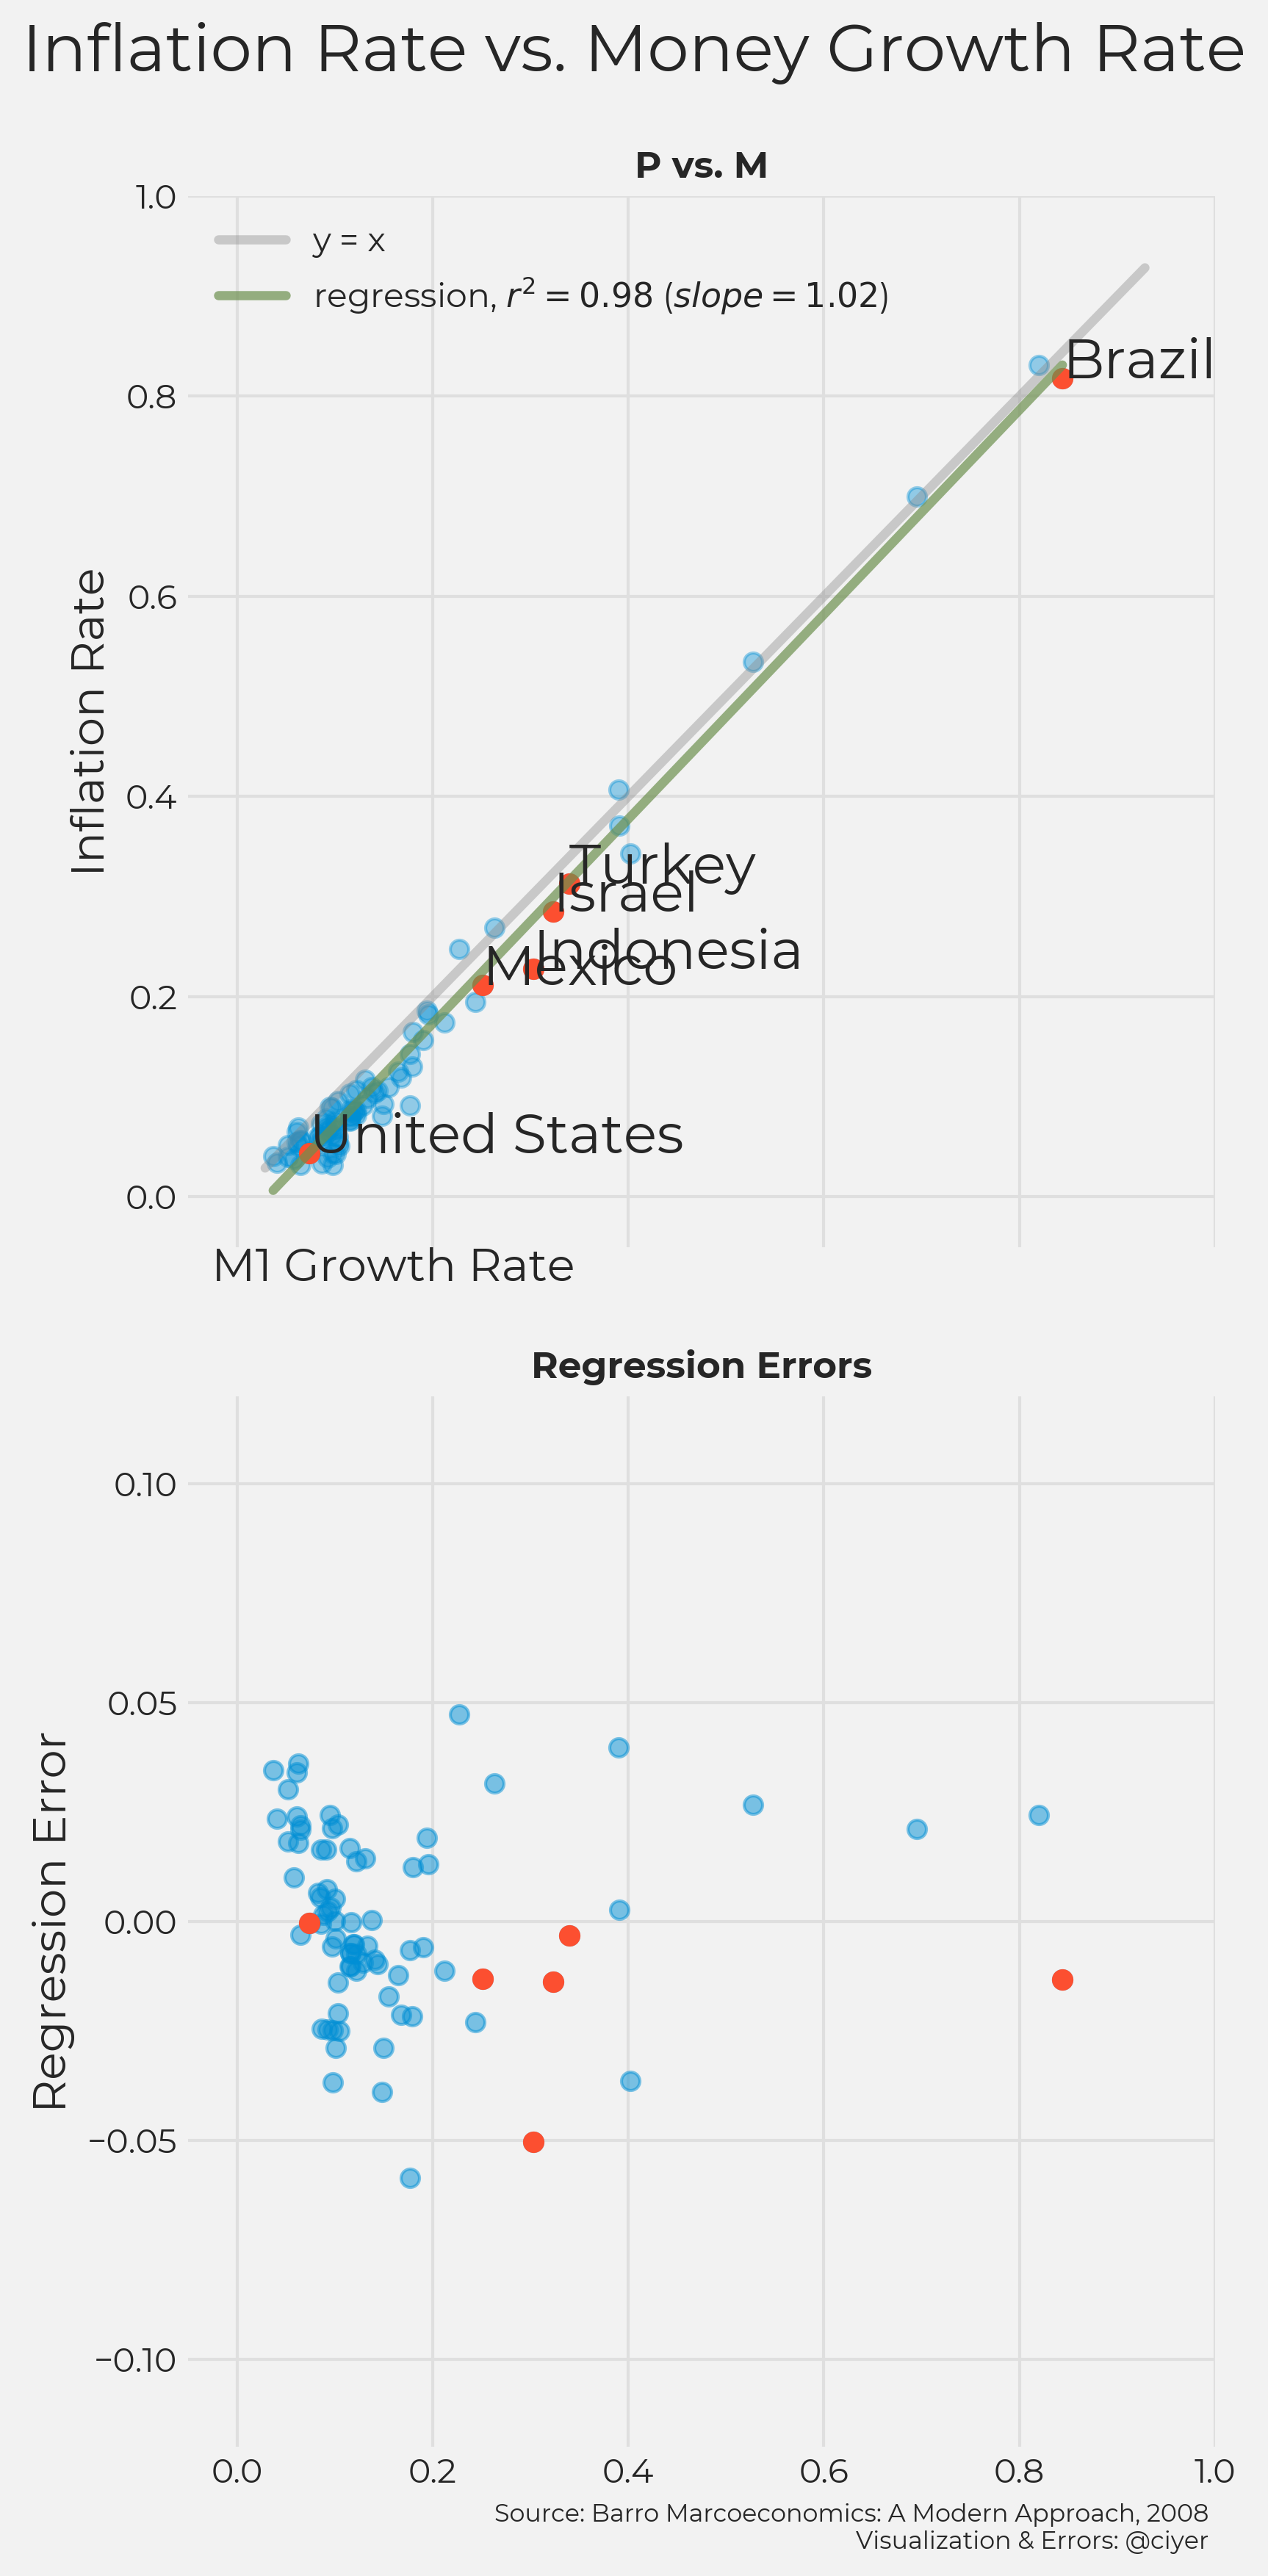 Inflation Rate vs. Money Growth Rate
P vs. M
1.0
y = x
regression, r² = 0.98 (slope = 1.02)
Brazil
0.8
Inflation Rate
0.6
0.4
Turkey
Israel
Indonesia
Mexico
0.2
United States
0.0
M1 Growth Rate
Regression Errors
0.10
0.05
Regression Error
0.00
−0.05
−0.10
0.0 0.2 0.4 0.6 0.8 1.0
Source: Barro Marcoeconomics: A Modern Approach, 2008
Visualization & Errors: @ciyer